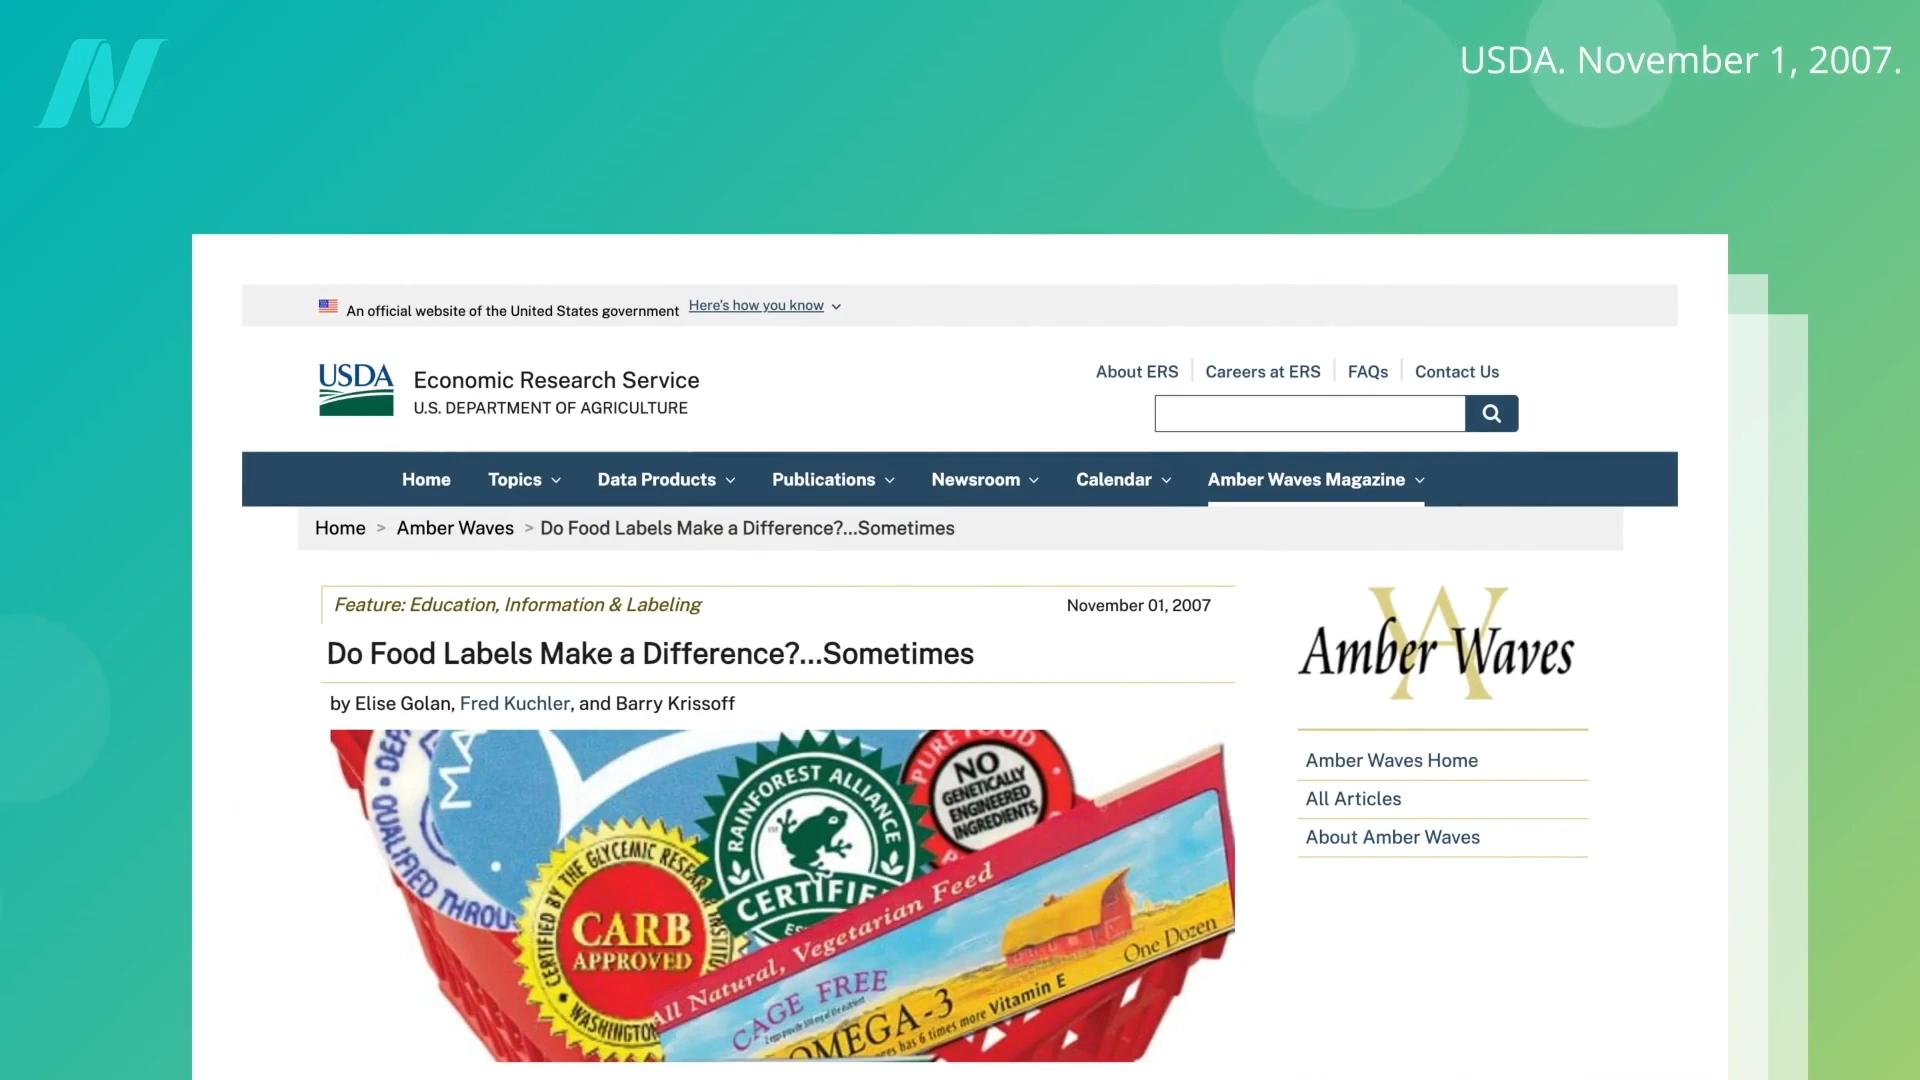 USDA. November 1, 2007.
An official website of the United States government Here's how you know
USDA
Economic Research Service
U.S. DEPARTMENT OF AGRICULTURE
About ERS Careers at ERS FAQs Contact Us
Home Topics Data Products Publications Newsroom Calendar Amber Waves Magazine
Home > Amber Waves > Do Food Labels Make a Difference?...Sometimes
Feature: Education, Information & Labeling
November 01, 2007
Do Food Labels Make a Difference?...Sometimes
by Elise Golan, Fred Kuchler, and Barry Krissoff
Amber Waves
Amber Waves Home
All Articles
About Amber Waves
QUALIFIED
CERTIFIED BY THE GLYCEMIC
CARB
APPROVED
WASHINGTON
RAINFOREST ALLIANCE
PURE FOOD
NO
GENETICALLY
ENGINEERED
INGREDIENTS
All Natural, Vegetarian Feed
CAGE FREE
One Dozen
OMEGA-3
has 6 times more Vitamin E